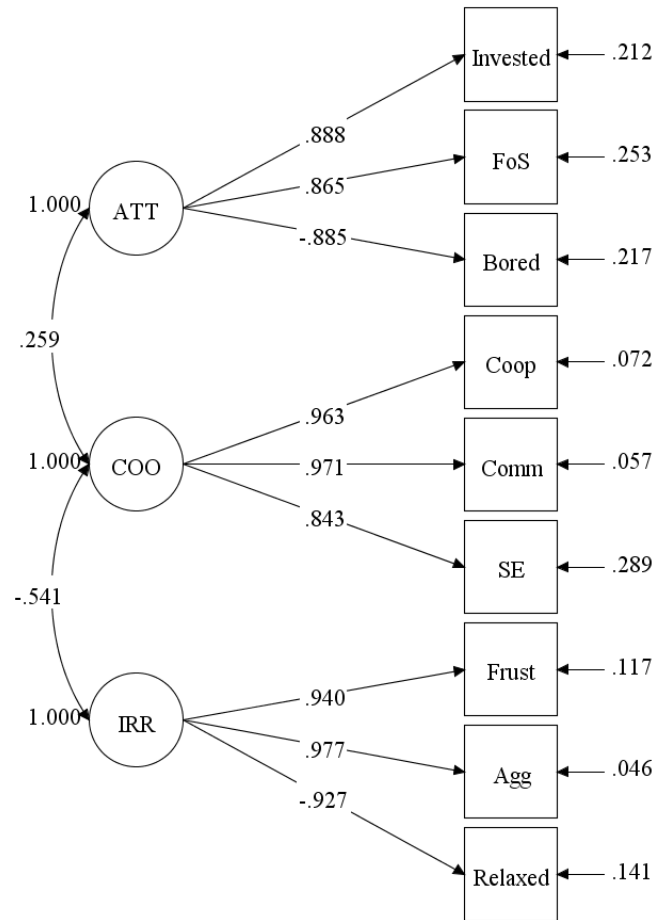 Invested
.212
.888
FoS
.253
.865
1.000
ATT
-.885
Bored
.217
.259
Coop
.072
.963
1.000
COO
.971
Comm
.057
.843
SE
.289
-.541
Frust
.117
.940
1.000
IRR
.977
Agg
.046
-.927
Relaxed
.141